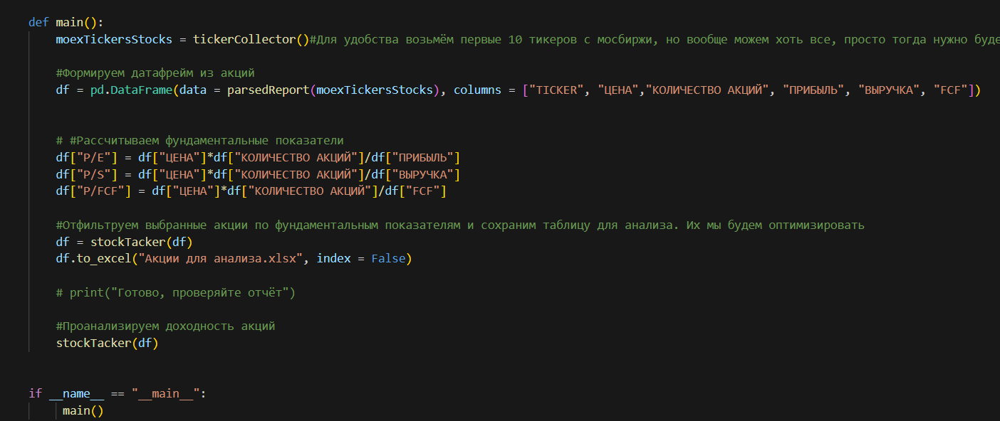 def main():
moexTickersStocks = tickerCollector()#Для удобства возьмём первые 10 тикеров с мосбиржи, но вообще можем хоть все, просто тогда нужно буде
#Формируем датафрейм из акций
df = pd.DataFrame(data = parsedReport(moexTickersStocks), columns = ["TICKER", "ЦЕНА","КОЛИЧЕСТВО АКЦИЙ", "ПРИБЫЛЬ", "ВЫРУЧКА", "FCF"])
# #Рассчитываем фундаментальные показатели
df["P/E"] = df["ЦЕНА"]*df["КОЛИЧЕСТВО АКЦИЙ"]/df["ПРИБЫЛЬ"]
df["P/S"] = df["ЦЕНА"]*df["КОЛИЧЕСТВО АКЦИЙ"]/df["ВЫРУЧКА"]
df["P/FCF"] = df["ЦЕНА"]*df["КОЛИЧЕСТВО АКЦИЙ"]/df["FCF"]
#Отфильтруем выбранные акции по фундаментальным показателям и сохраним таблицу для анализа. Их мы будем оптимизировать
df = stockTacker(df)
df.to_excel("Акции для анализа.xlsx", index = False)
# print("Готово, проверяйте отчёт")
#Проанализируем доходность акций
stockTacker(df)
if __name__ == "__main__":
main()